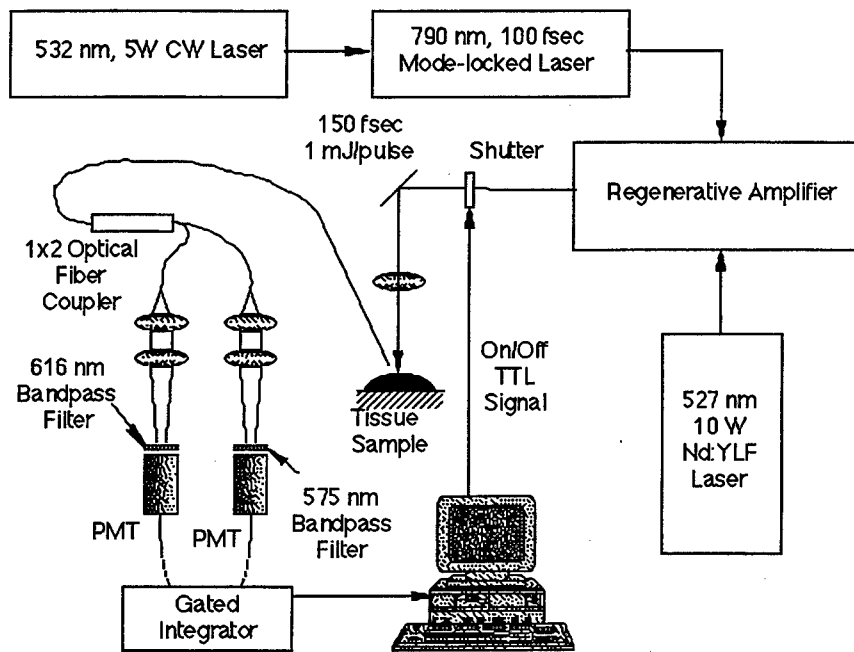 532 nm, 5W CW Laser
790 nm, 100 fsec
Mode-locked Laser
150 fsec
1 mJ/pulse
Shutter
Regenerative Amplifier
1x2 Optical
Fiber
Coupler
616 nm
Bandpass
Filter
On/Off
TTL
Signal
Tissue
Sample
527 nm
10 W
Nd:YLF
Laser
575 nm
Bandpass
Filter
PMT
PMT
Gated
Integrator